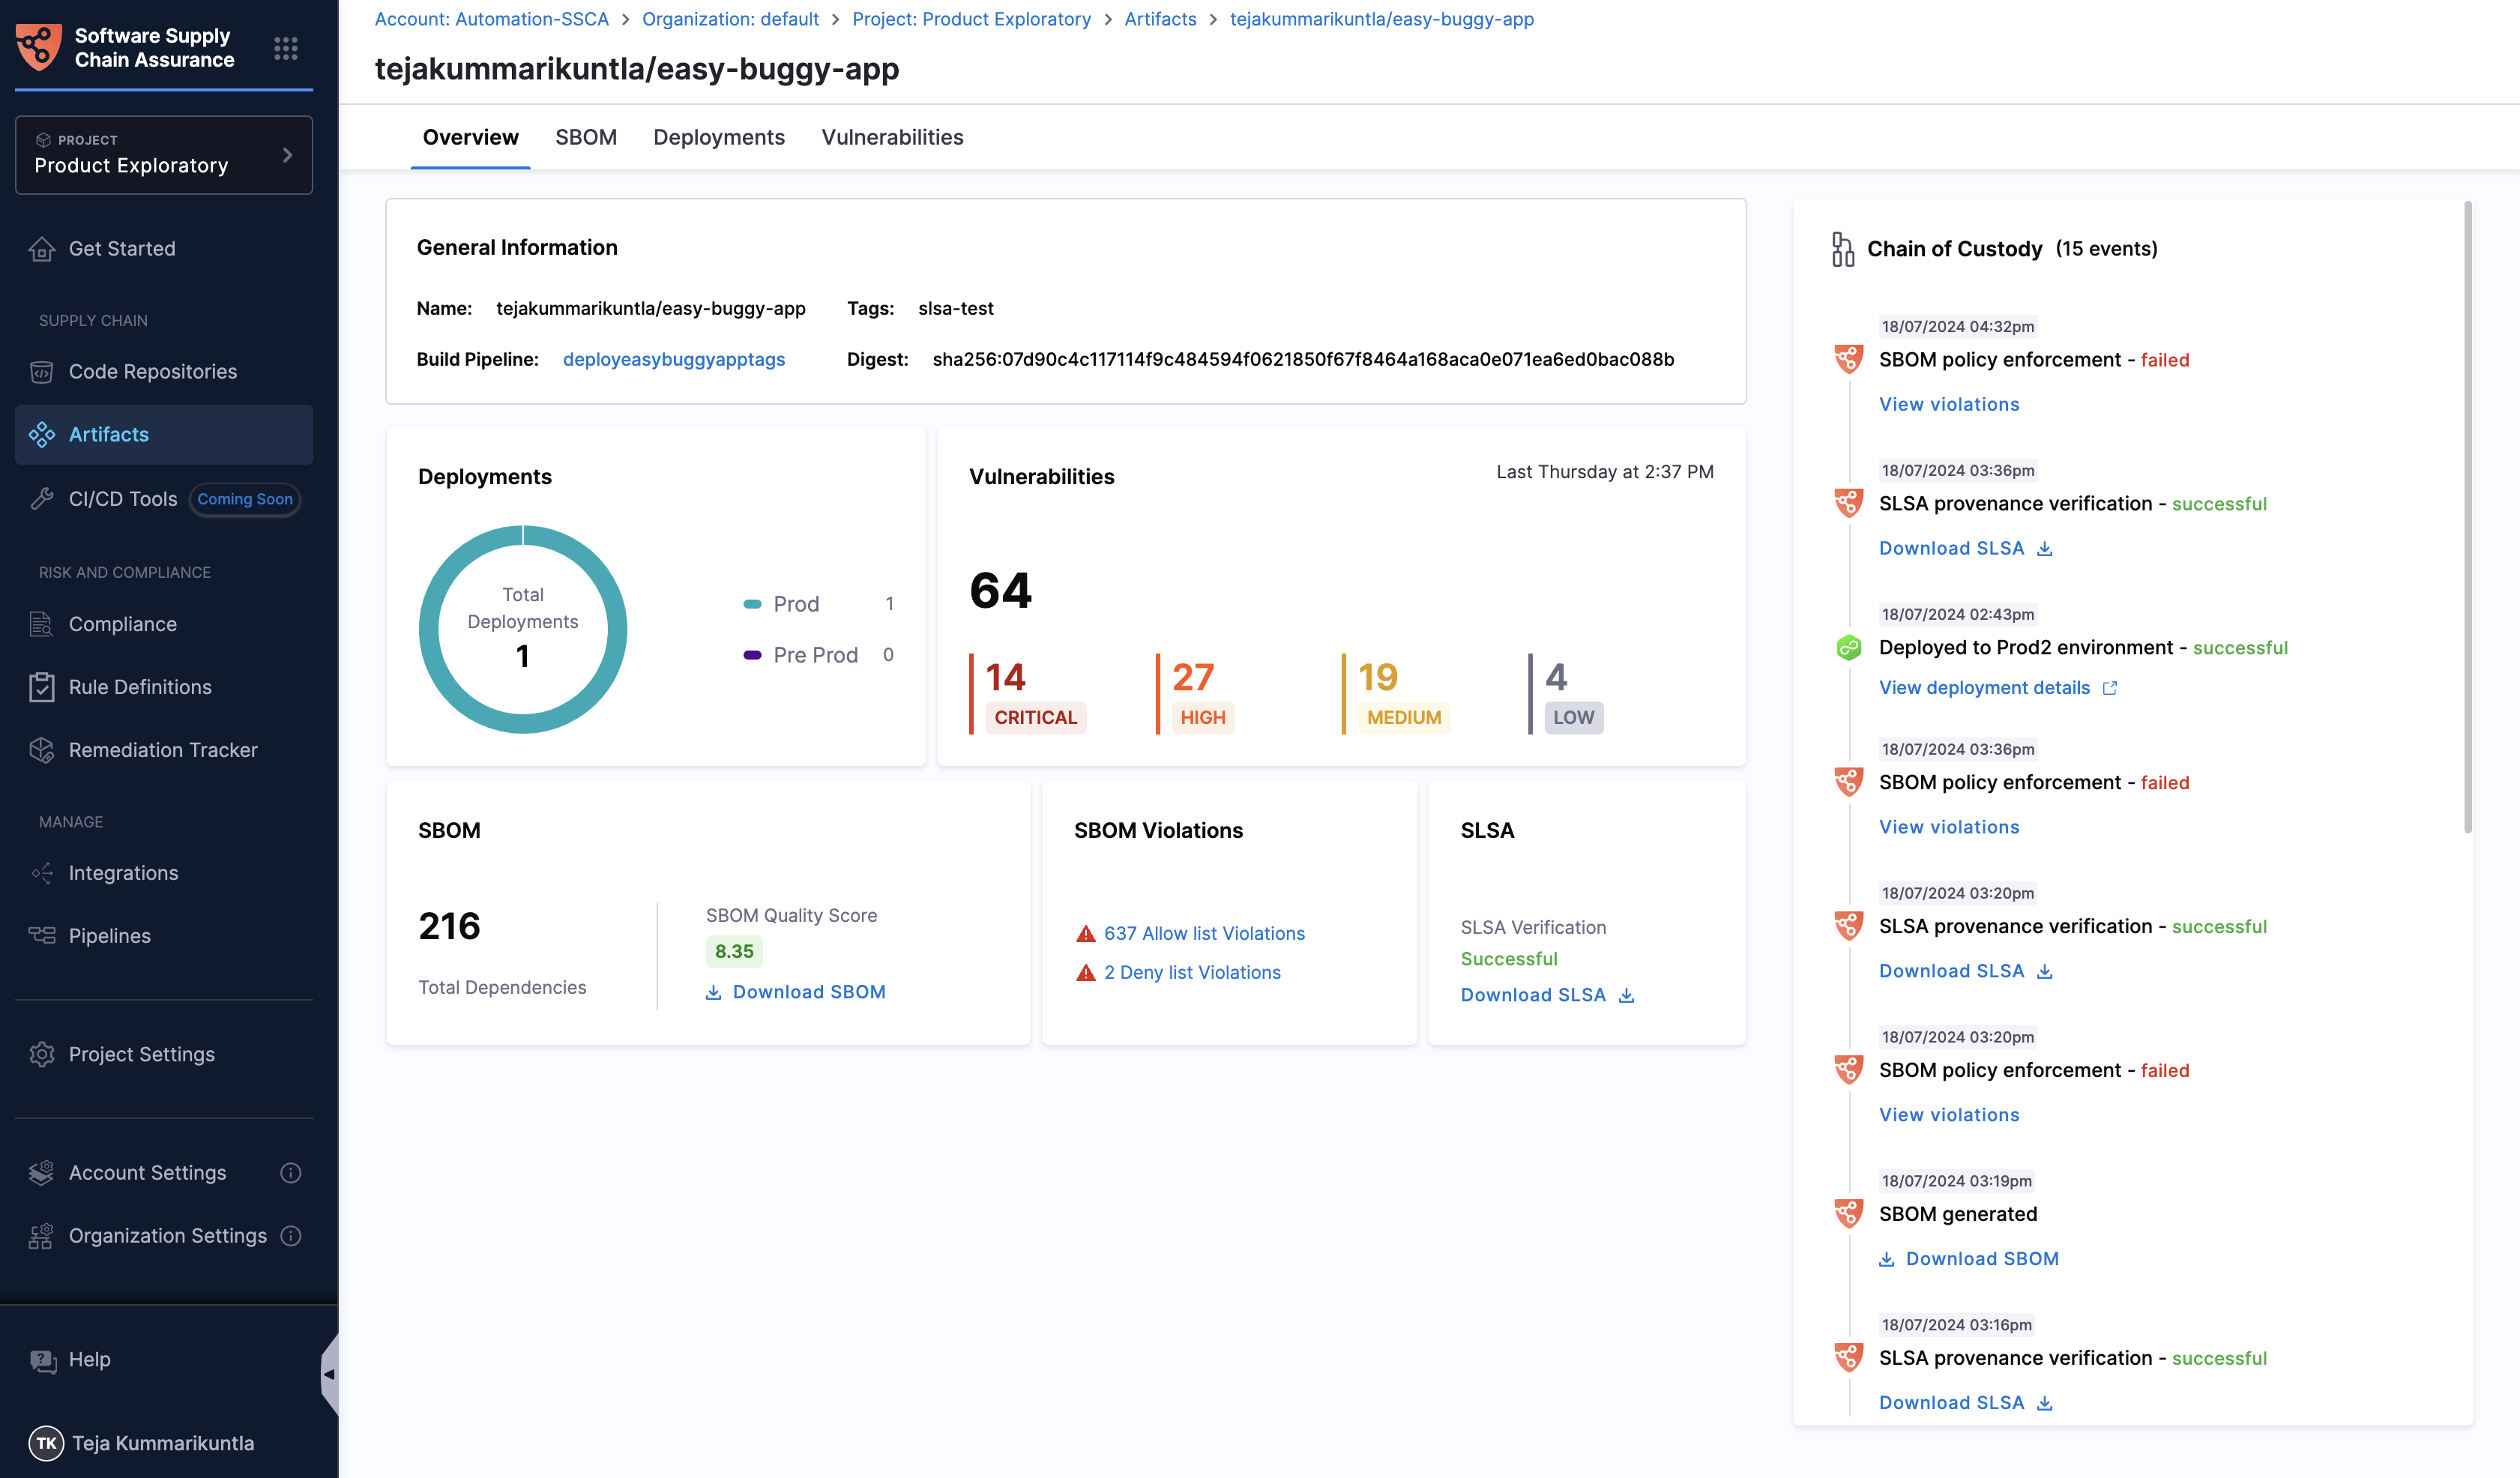 Software Supply
Chain Assurance
PROJECT
Product Exploratory
Get Started
SUPPLY CHAIN
Code Repositories
Artifacts
CI/CD Tools Coming Soon
RISK AND COMPLIANCE
Compliance
Rule Definitions
Remediation Tracker
MANAGE
Integrations
Pipelines
Project Settings
Account Settings
Organization Settings
Help
TK Teja Kummarikuntla
Account: Automation-SSCA > Organization: default > Project: Product Exploratory > Artifacts > tejakummarikuntla/easy-buggy-app
tejakummarikuntla/easy-buggy-app
Overview SBOM Deployments Vulnerabilities
General Information
Name: tejakummarikuntla/easy-buggy-app Tags: slsa-test
Build Pipeline: deployeasybuggyapptags Digest: sha256:07d90c4c117114f9c484594f0621850f67f8464a168aca0e071ea6ed0bac088b
Deployments
Total
Deployments
1
Prod 1
Pre Prod 0
Vulnerabilities Last Thursday at 2:37 PM
64
14 27 19 4
CRITICAL HIGH MEDIUM LOW
SBOM
216
Total Dependencies
SBOM Quality Score
8.35
Download SBOM
SBOM Violations
637 Allow list Violations
2 Deny list Violations
SLSA
SLSA Verification
Successful
Download SLSA
Chain of Custody (15 events)
18/07/2024 04:32pm
SBOM policy enforcement - failed
View violations
18/07/2024 03:36pm
SLSA provenance verification - successful
Download SLSA
18/07/2024 02:43pm
Deployed to Prod2 environment - successful
View deployment details
18/07/2024 03:36pm
SBOM policy enforcement - failed
View violations
18/07/2024 03:20pm
SLSA provenance verification - successful
Download SLSA
18/07/2024 03:20pm
SBOM policy enforcement - failed
View violations
18/07/2024 03:19pm
SBOM generated
Download SBOM
18/07/2024 03:16pm
SLSA provenance verification - successful
Download SLSA